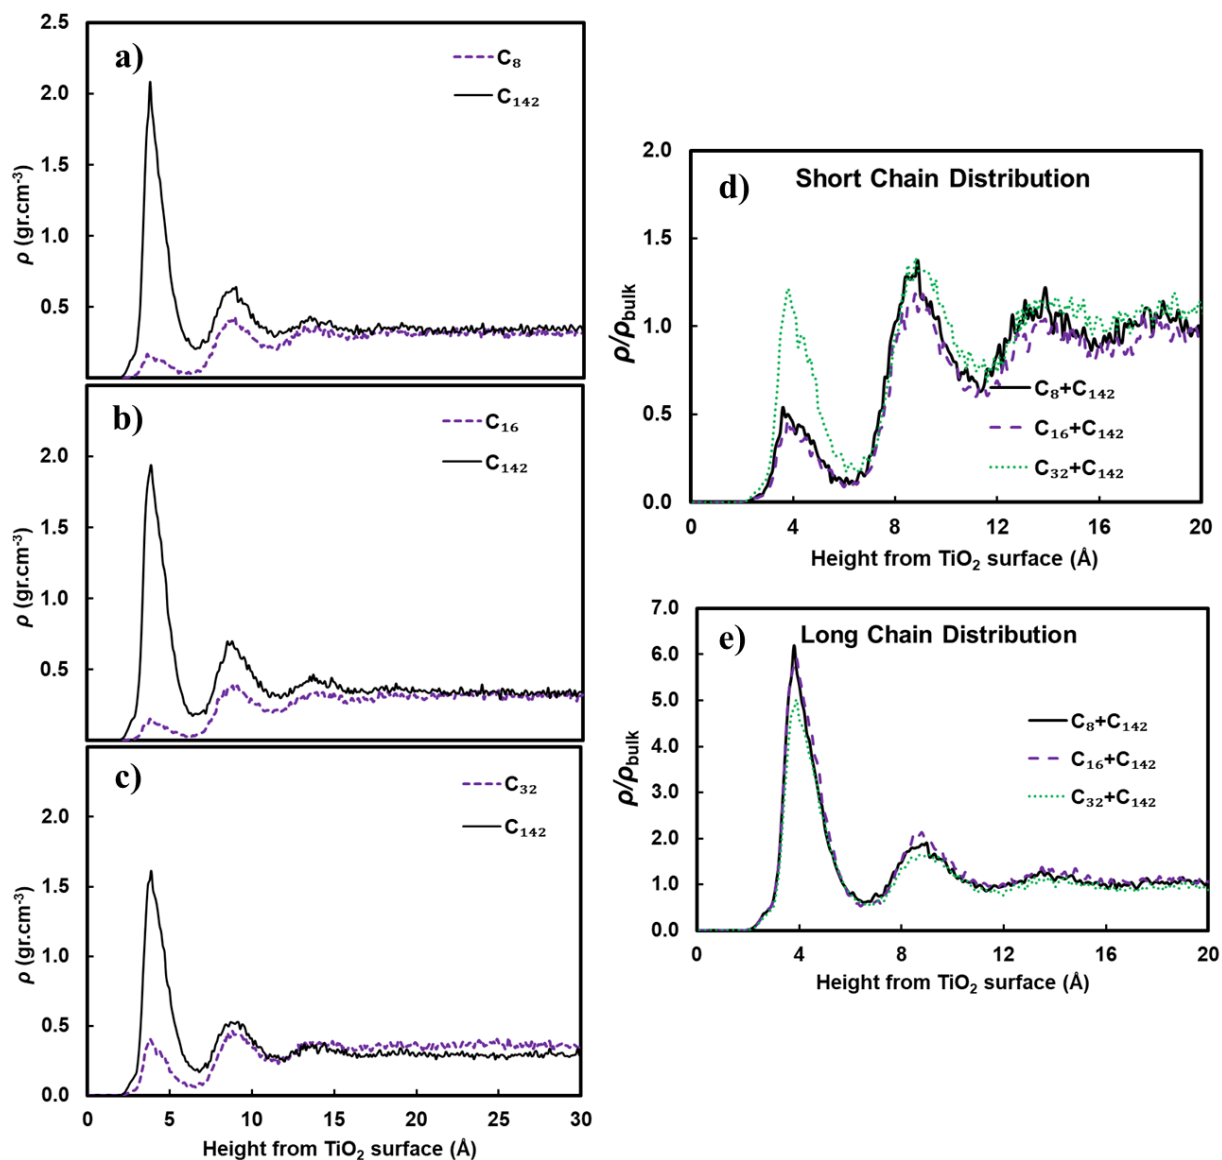 a)
C₈
C₁₄₂
2.5
2.0
1.5
1.0
0.5
ρ (gr.cm⁻³)
b)
C₁₆
C₁₄₂
2.0
1.5
1.0
0.5
ρ (gr.cm⁻³)
c)
C₃₂
C₁₄₂
2.0
1.5
1.0
0.5
0.0
ρ (gr.cm⁻³)
0 5 10 15 20 25 30
Height from TiO₂ surface (Å)
d)
Short Chain Distribution
2.0
1.5
1.0
0.5
0.0
ρ/ρbulk
C₈+C₁₄₂
C₁₆+C₁₄₂
C₃₂+C₁₄₂
0 4 8 12 16 20
Height from TiO₂ surface (Å)
e)
Long Chain Distribution
7.0
6.0
5.0
4.0
3.0
2.0
1.0
0.0
ρ/ρbulk
C₈+C₁₄₂
C₁₆+C₁₄₂
C₃₂+C₁₄₂
0 4 8 12 16 20
Height from TiO₂ surface (Å)